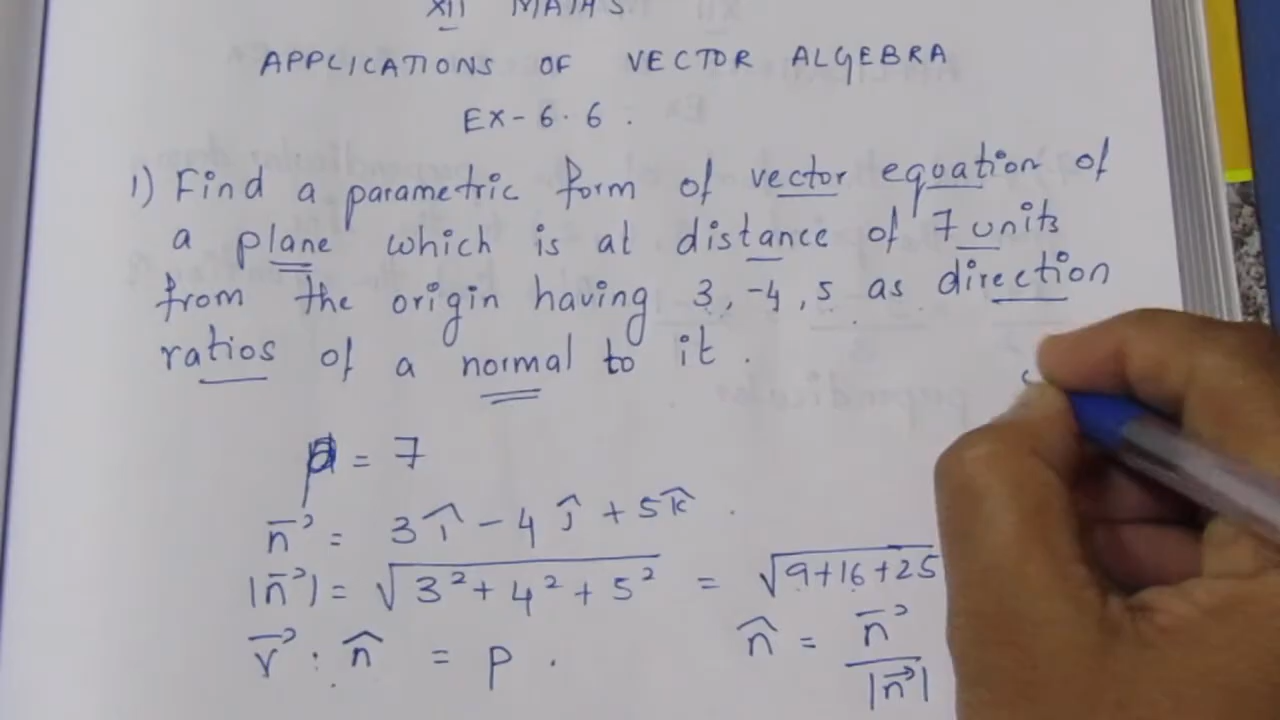 XII MATHS
APPLICATIONS OF VECTOR ALGEBRA
EX-6.6.
1) Find a parametric form of vector equation of
a plane which is at distance of 7 units
from the origin having 3, -4, 5 as direction
ratios of a normal to it.
p = 7
n⃗ = 3î - 4ĵ + 5k̂.
|n⃗| = √3² + 4² + 5² = √9+16+25
r⃗ . n̂ = p . n̂ = n⃗ / |n⃗|